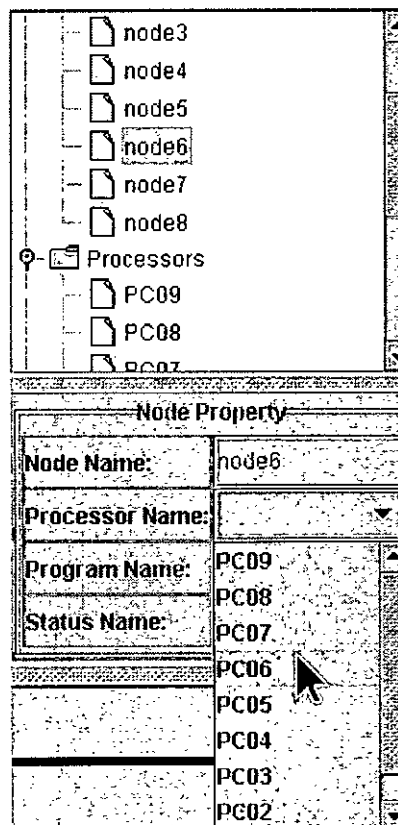 node3
node4
node5
node6
node7
node8
Processors
PC09
PC08
PC07
Node Property
Node Name: node6
Processor Name:
Program Name:
Status Name:
PC09
PC08
PC07
PC06
PC05
PC04
PC03
PC02